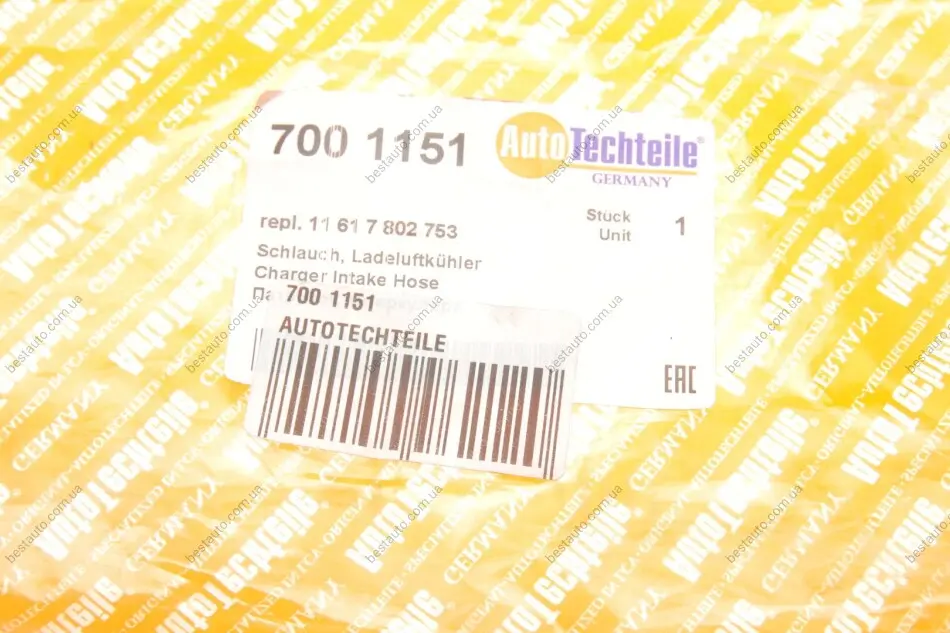 700 1151
AutoTechteile®
GERMANY
repl. 11 61 7 802 753
Stück 1
Unit
Schlauch, Ladeluftkühler
Charger Intake Hose
700 1151
AUTOTECHTEILE
EAC
bestauto.com.ua